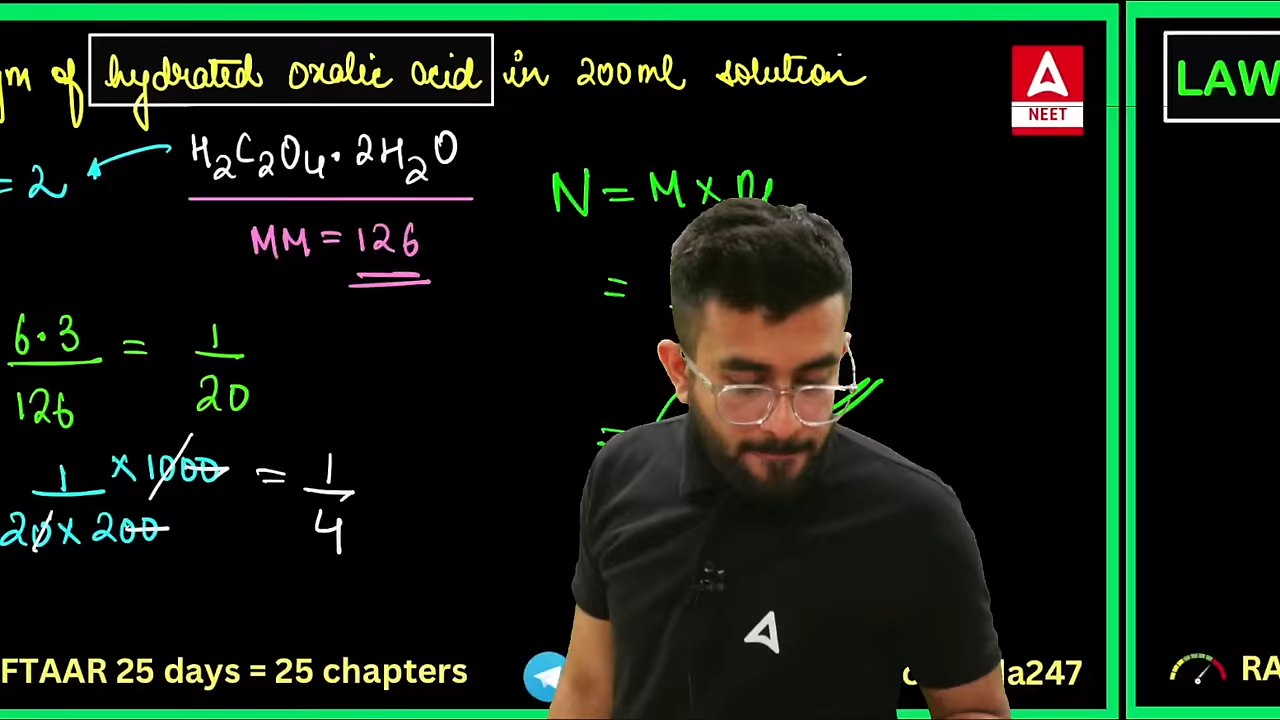 gm of hydrated oxalic acid in 200ml solution
NEET
LAW
= 2
H2C2O4.2H2O
MM = 126
N = M ×
=
6.3/126 = 1/20
1/20×200 × 1000 = 1/4
=
FTAAR 25 days = 25 chapters
la247
RA